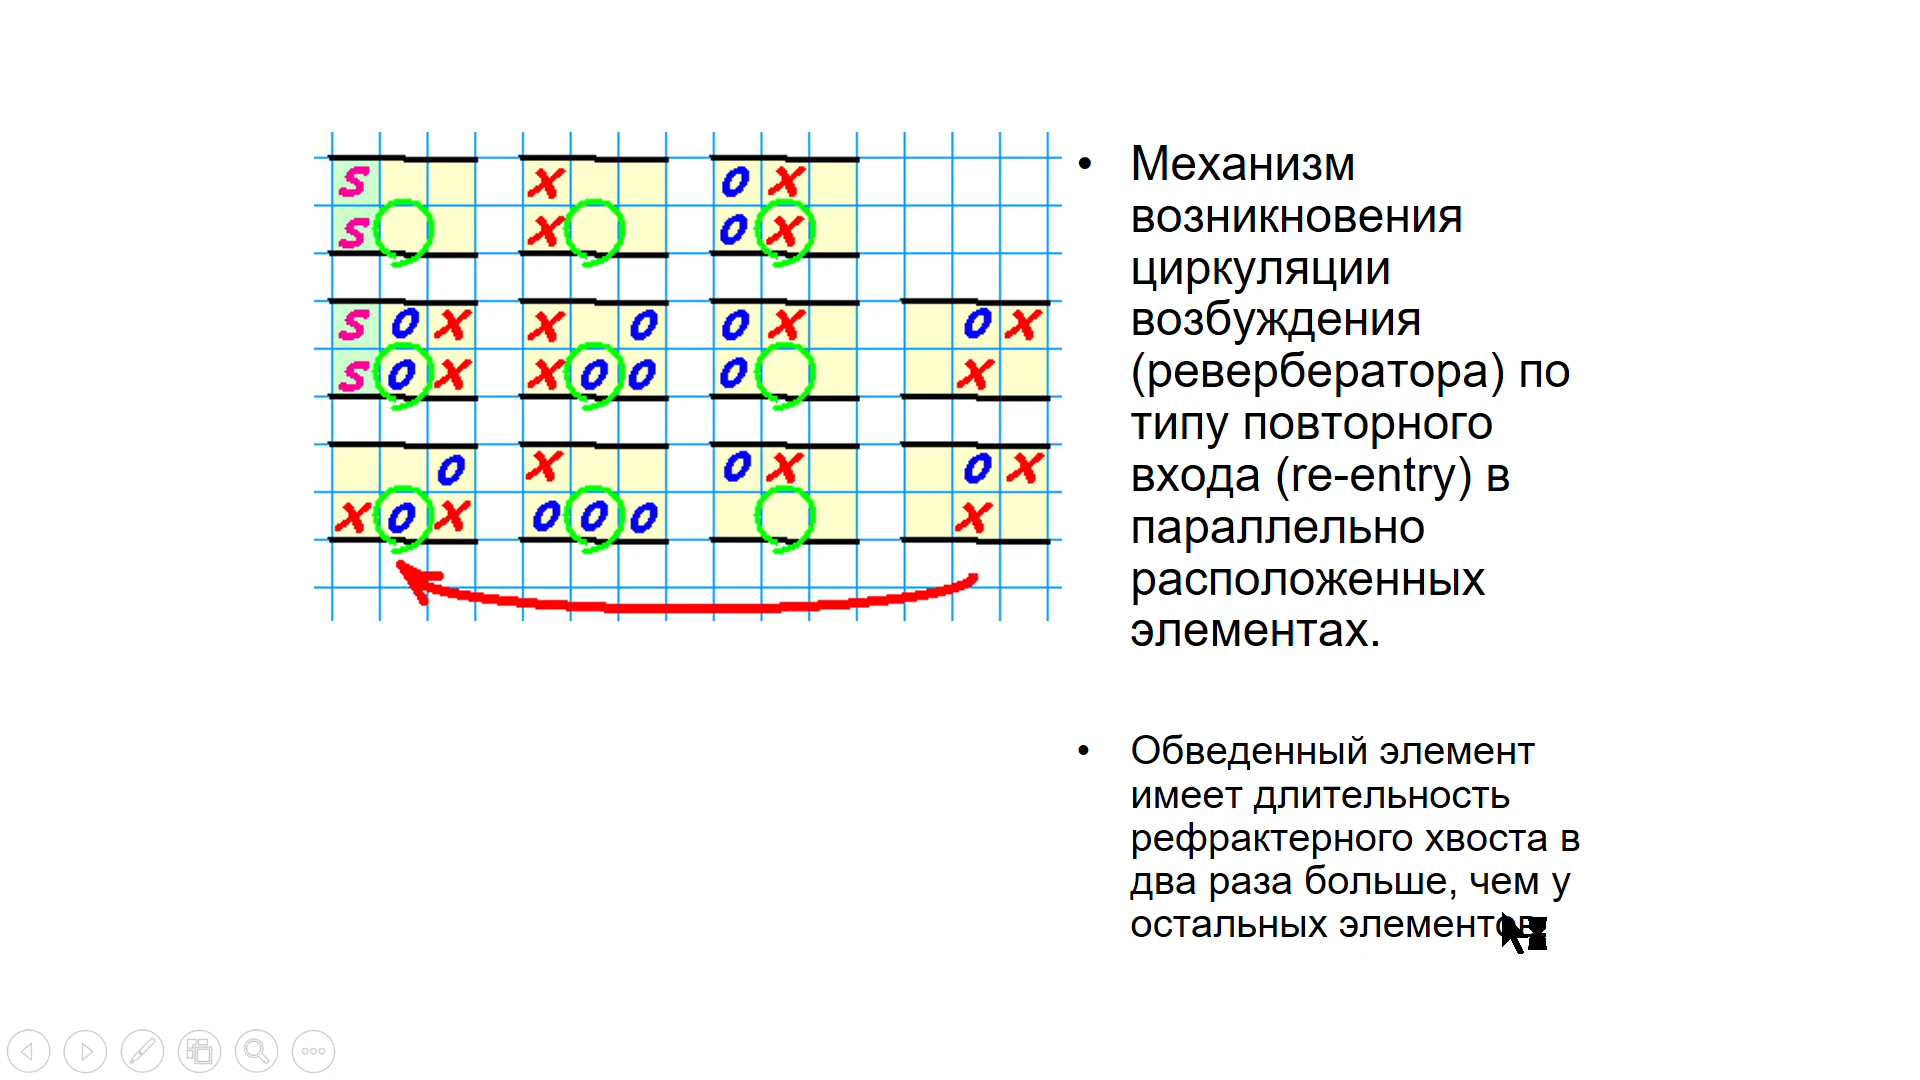 S X O X
S X O X
S O X X O O X O X
S O X X O O O X
O X O X O X
X O X O O O X
• Механизм
возникновения
циркуляции
возбуждения
(ревербератора) по
типу повторного
входа (re-entry) в
параллельно
расположенных
элементах.
• Обведенный элемент
имеет длительность
рефрактерного хвоста в
два раза больше, чем у
остальных элементов